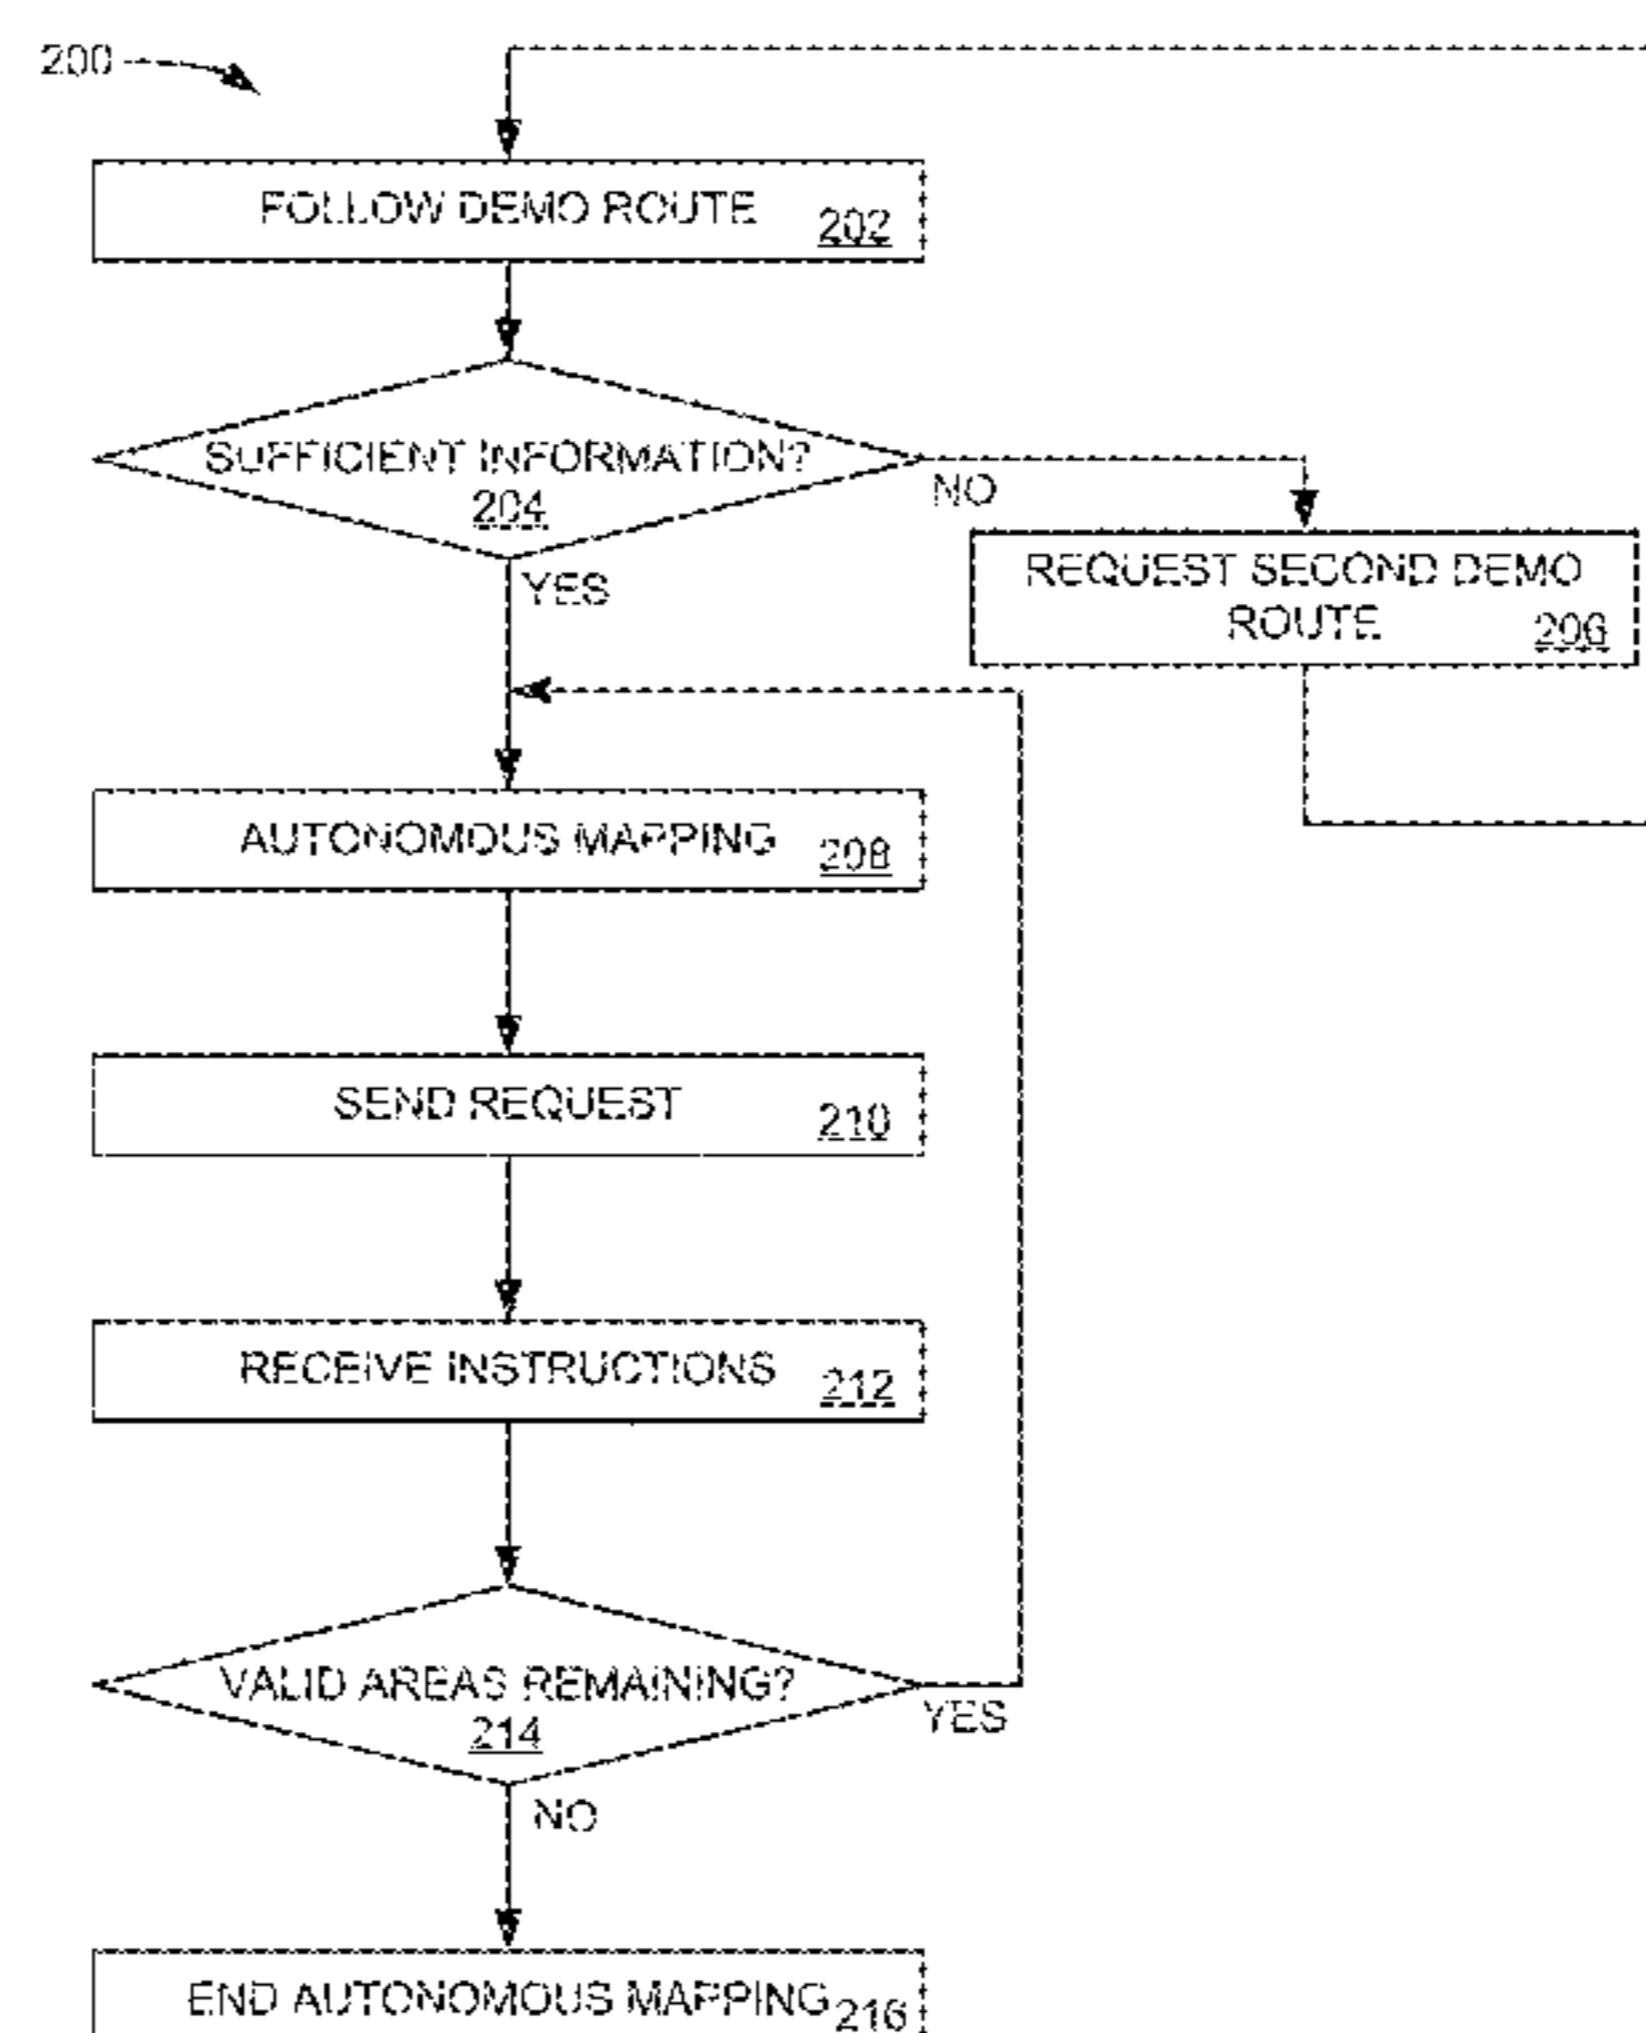 200
FOLLOW DEMO ROUTE
202
SUFFICIENT INFORMATION?
204
NO
YES
REQUEST SECOND DEMO
ROUTE 206
AUTONOMOUS MAPPING
208
SEND REQUEST
210
RECEIVE INSTRUCTIONS
212
VALID AREAS REMAINING?
214
YES
NO
END AUTONOMOUS MAPPING 216